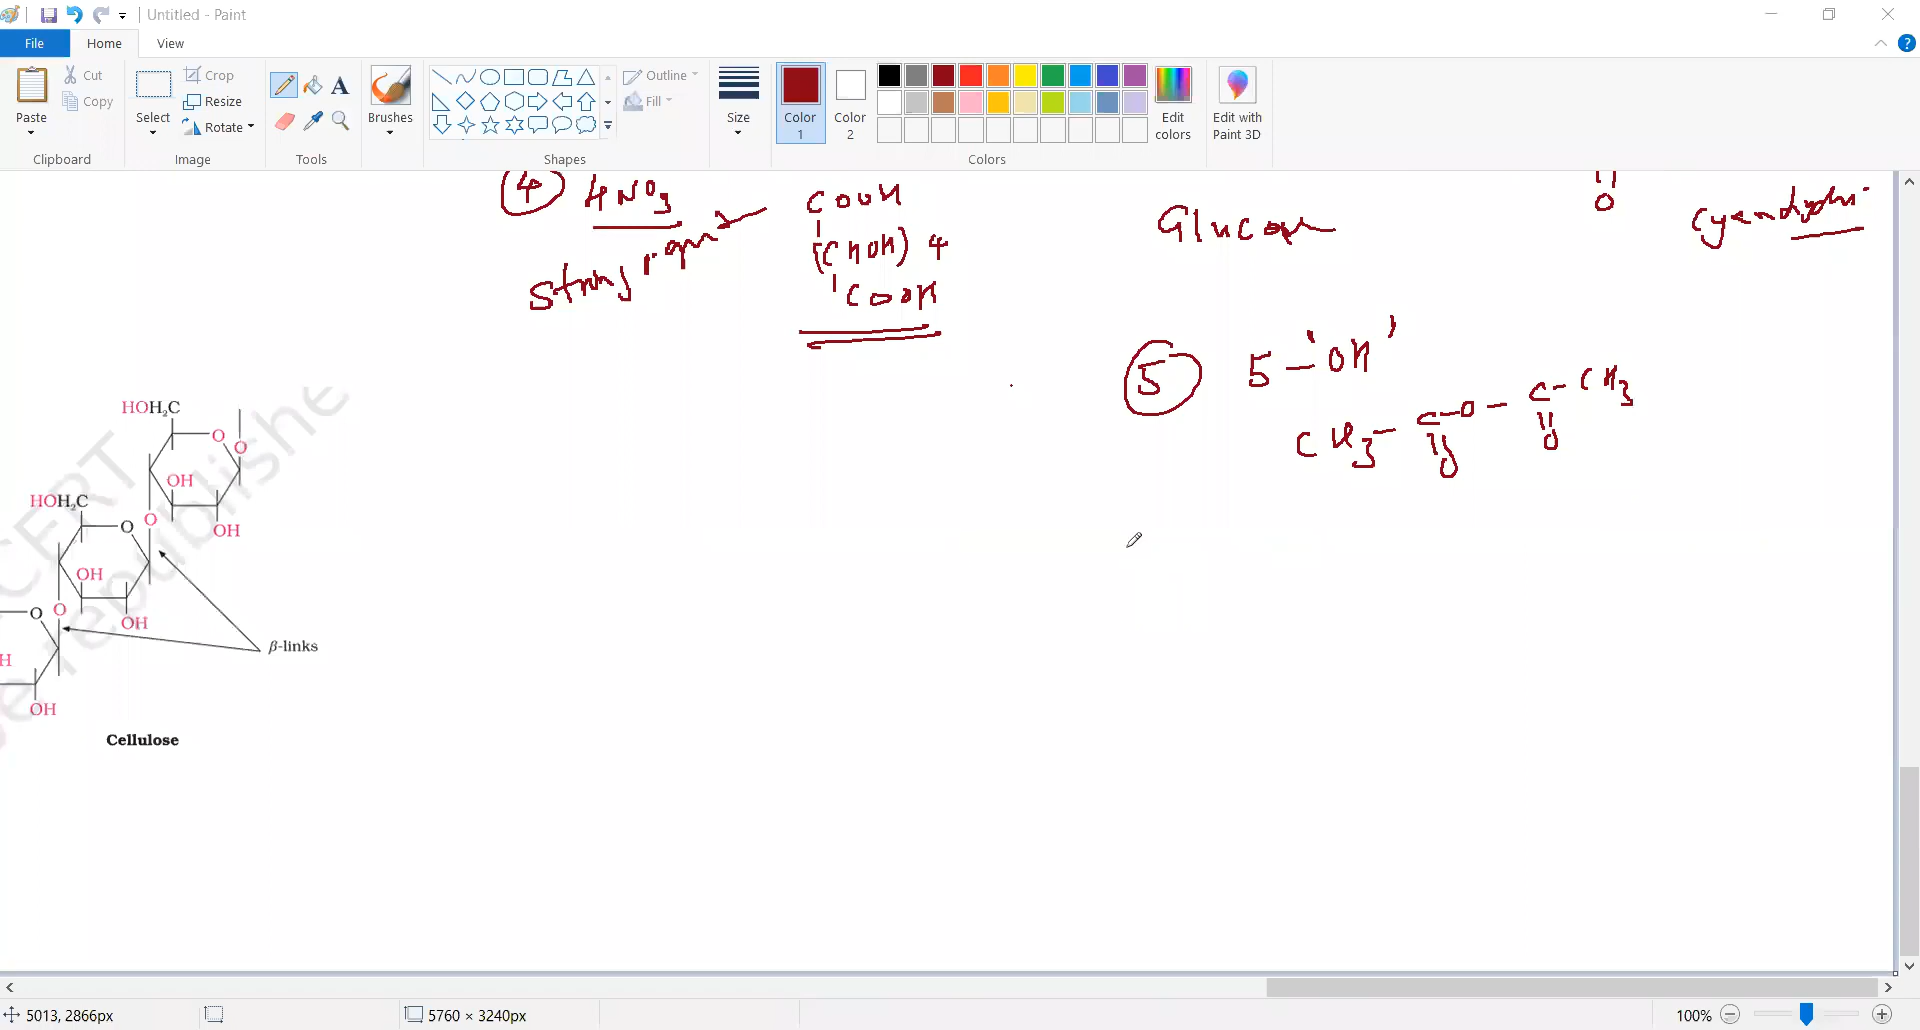 Untitled - Paint
File
Home
View
Paste
Cut
Copy
Clipboard
Select
Crop
Resize
Rotate
Image
Tools
Brushes
Outline
Fill
Shapes
Size
Color 1
Color 2
Edit colors
Colors
Edit with Paint 3D
4 HNO3
COOH
(CHOH) 4
COOH
Strong
Glucose
O
5 5 - 'OH'
CH3 - C - O - C - CH3
O O
HOH2C
O
O
OH
OH
HOH2C
O
O
OH
OH
O
O
H
OH
β-links
Cellulose
5013, 2866px
5760 × 3240px
100%